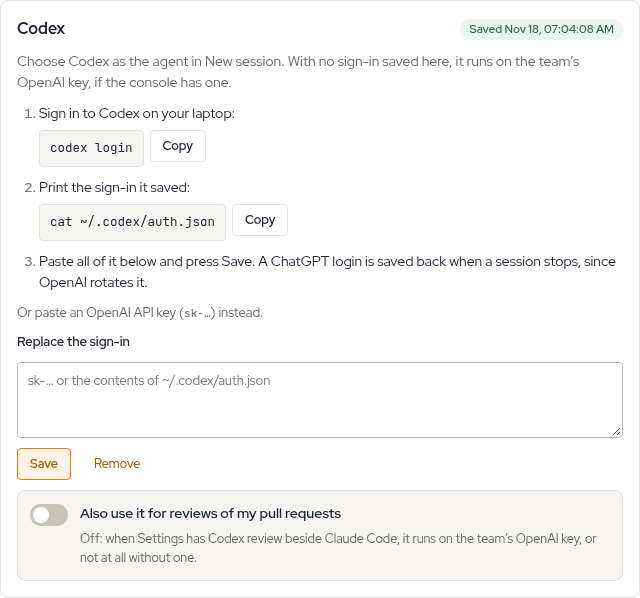 Codex
Saved Nov 18, 07:04:08 AM
Choose Codex as the agent in New session. With no sign-in saved here, it runs on the team's
OpenAI key, if the console has one.
1. Sign in to Codex on your laptop:
codex login
Copy
2. Print the sign-in it saved:
cat ~/.codex/auth.json
Copy
3. Paste all of it below and press Save. A ChatGPT login is saved back when a session stops, since
OpenAI rotates it.
Or paste an OpenAI API key (sk-…) instead.
Replace the sign-in
sk-… or the contents of ~/.codex/auth.json
Save
Remove
Also use it for reviews of my pull requests
Off: when Settings has Codex review beside Claude Code, it runs on the team's OpenAI key, or
not at all without one.